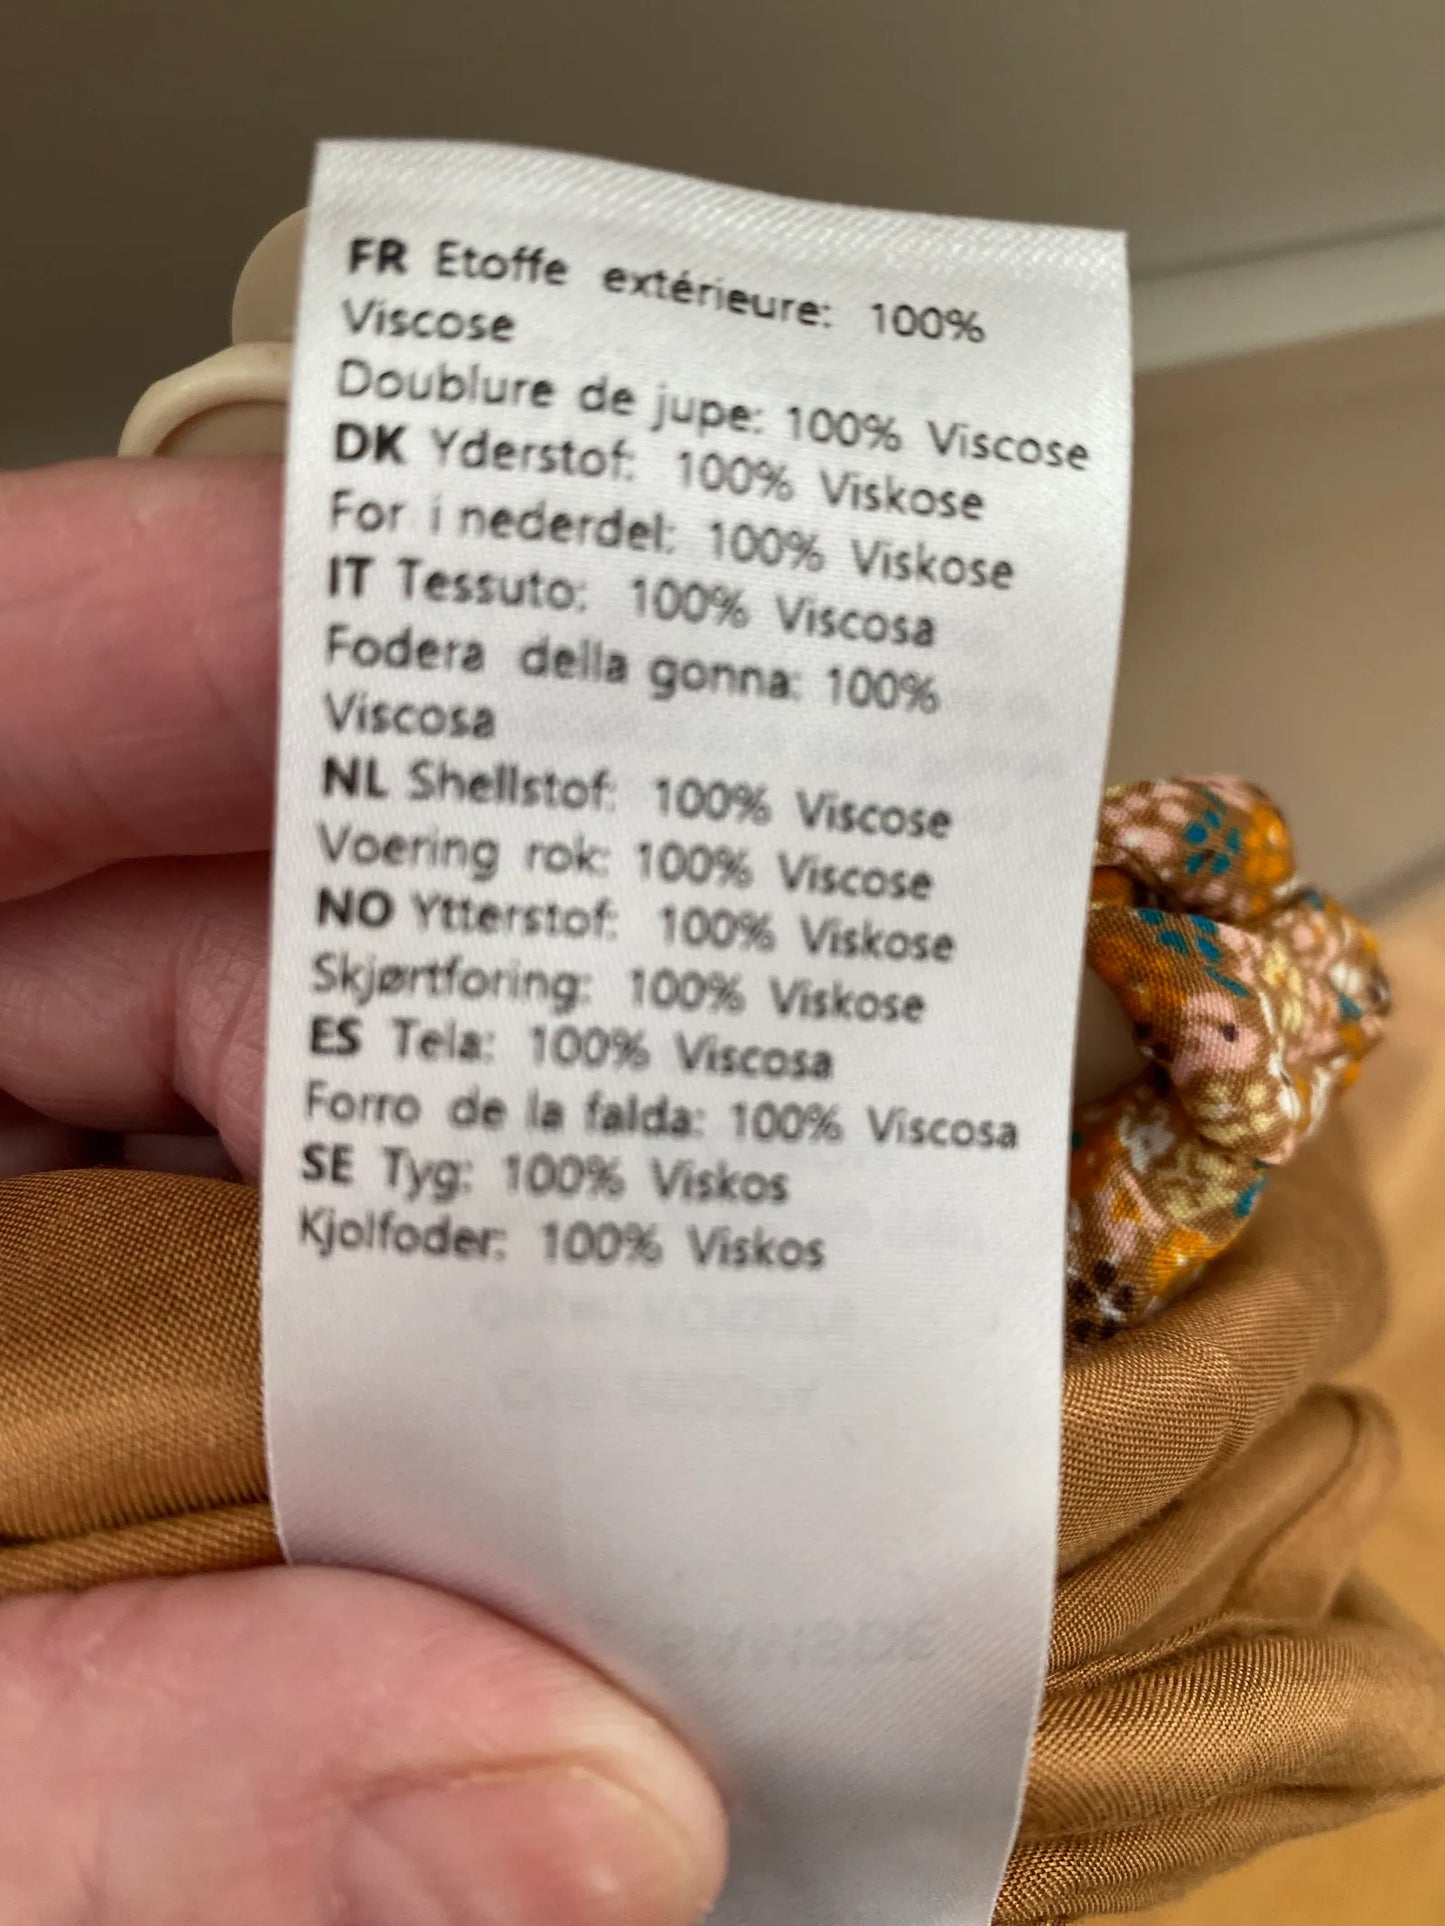 FR Etoffe extérieure: 100%
Viscose
Doublure de jupe: 100% Viscose
DK Yderstof: 100% Viskose
For i nederdel: 100% Viskose
IT Tessuto: 100% Viscosa
Fodera della gonna: 100%
Viscosa
NL Shellstof: 100% Viscose
Voering rok: 100% Viscose
NO Ytterstof: 100% Viskose
Skjørtforing: 100% Viskose
ES Tela: 100% Viscosa
Forro de la falda: 100% Viscosa
SE Tyg: 100% Viskos
Kjolfoder: 100% Viskos